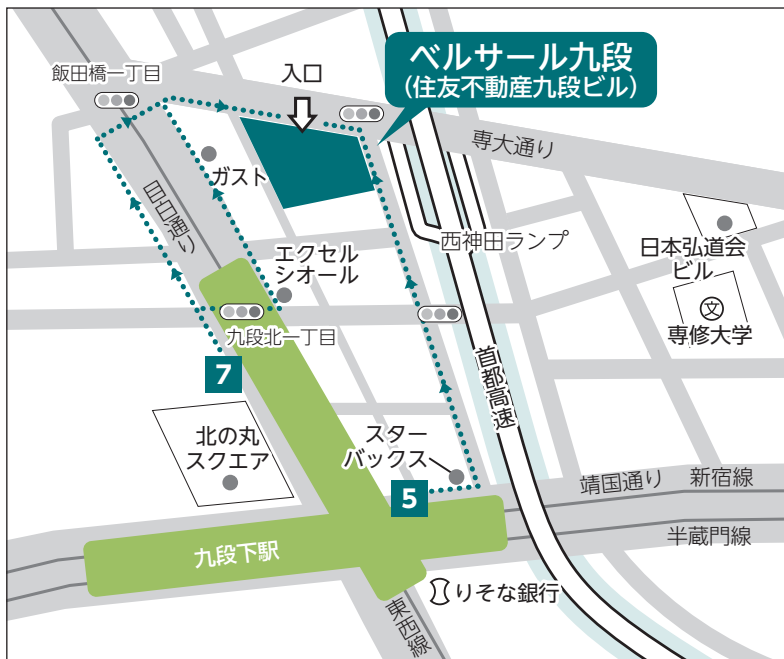 ベルサール九段
(住友不動産九段ビル)
飯田橋一丁目
入口
専大通り
ガスト
目白通り
西神田ランプ
日本弘道会
ビル
エクセル
シオール
文
専修大学
九段北一丁目
首都高速
7
北の丸
スクエア
スター
バックス
5
靖国通り
新宿線
半蔵門線
九段下駅
りそな銀行
東西線